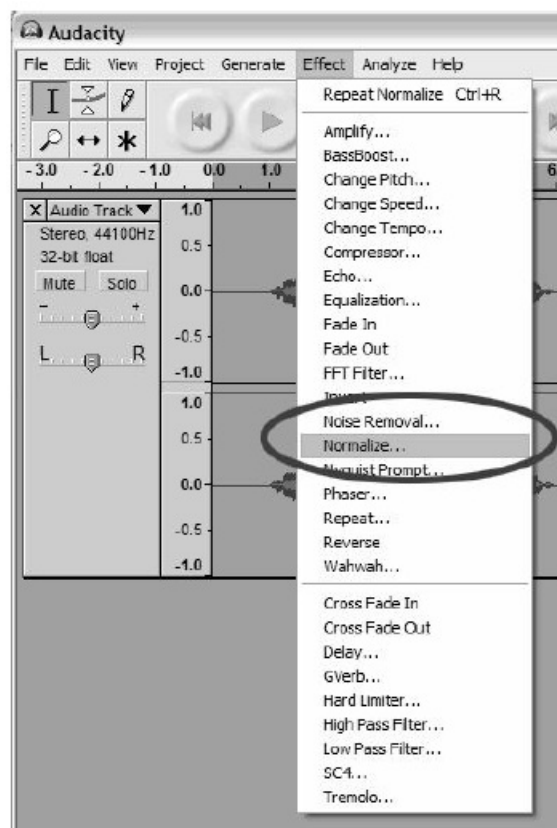 Audacity
File Edit View Project Generate Effect Analyze Help
-3.0 -2.0 -1.0 0.0 1.0 6
X Audio Track
Stereo, 44100Hz
32-bit float
Mute Solo
- +
L R
1.0
0.5
0.0
-0.5
-1.0
1.0
0.5
0.0
-0.5
-1.0
Repeat Normalize Ctrl+R
Amplify...
BassBoost...
Change Pitch...
Change Speed...
Change Tempo...
Compressor...
Echo...
Equalization...
Fade In
Fade Out
FFT Filter...
Invert
Noise Removal...
Normalize...
Nyquist Prompt...
Phaser...
Repeat...
Reverse
Wahwah...
Cross Fade In
Cross Fade Out
Delay...
GVerb...
Hard Limiter...
High Pass Filter...
Low Pass Filter...
SC4...
Tremolo...